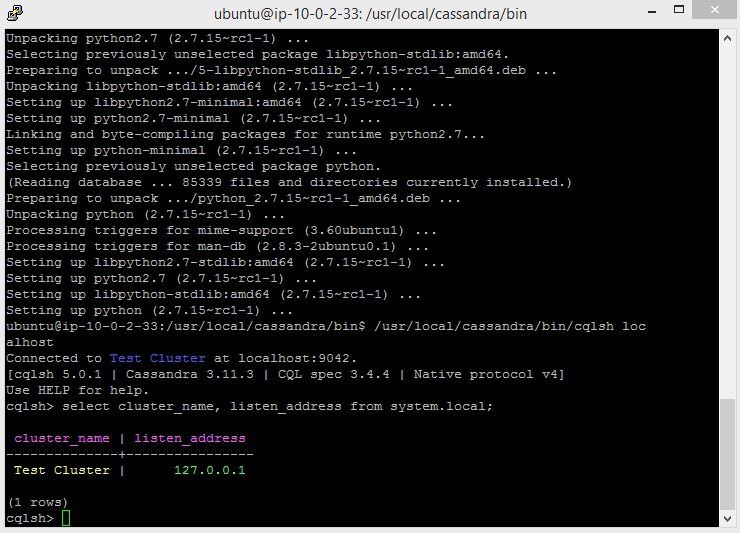 ubuntu@ip-10-0-2-33: /usr/local/cassandra/bin
Unpacking python2.7 (2.7.15~rc1-1) ...
Selecting previously unselected package libpython-stdlib:amd64.
Preparing to unpack .../5-libpython-stdlib_2.7.15~rc1-1_amd64.deb ...
Unpacking libpython-stdlib:amd64 (2.7.15~rc1-1) ...
Setting up libpython2.7-minimal:amd64 (2.7.15~rc1-1) ...
Setting up python2.7-minimal (2.7.15~rc1-1) ...
Linking and byte-compiling packages for runtime python2.7...
Setting up python-minimal (2.7.15~rc1-1) ...
Selecting previously unselected package python.
(Reading database ... 85339 files and directories currently installed.)
Preparing to unpack .../python_2.7.15~rc1-1_amd64.deb ...
Unpacking python (2.7.15~rc1-1) ...
Processing triggers for mime-support (3.60ubuntu1) ...
Processing triggers for man-db (2.8.3-2ubuntu0.1) ...
Setting up libpython2.7-stdlib:amd64 (2.7.15~rc1-1) ...
Setting up python2.7 (2.7.15~rc1-1) ...
Setting up libpython-stdlib:amd64 (2.7.15~rc1-1) ...
Setting up python (2.7.15~rc1-1) ...
ubuntu@ip-10-0-2-33:/usr/local/cassandra/bin$ /usr/local/cassandra/bin/cqlsh loc
alhost
Connected to Test Cluster at localhost:9042.
[cqlsh 5.0.1 | Cassandra 3.11.3 | CQL spec 3.4.4 | Native protocol v4]
Use HELP for help.
cqlsh> select cluster_name, listen_address from system.local;
 cluster_name | listen_address
--------------+----------------
 Test Cluster |      127.0.0.1
(1 rows)
cqlsh>